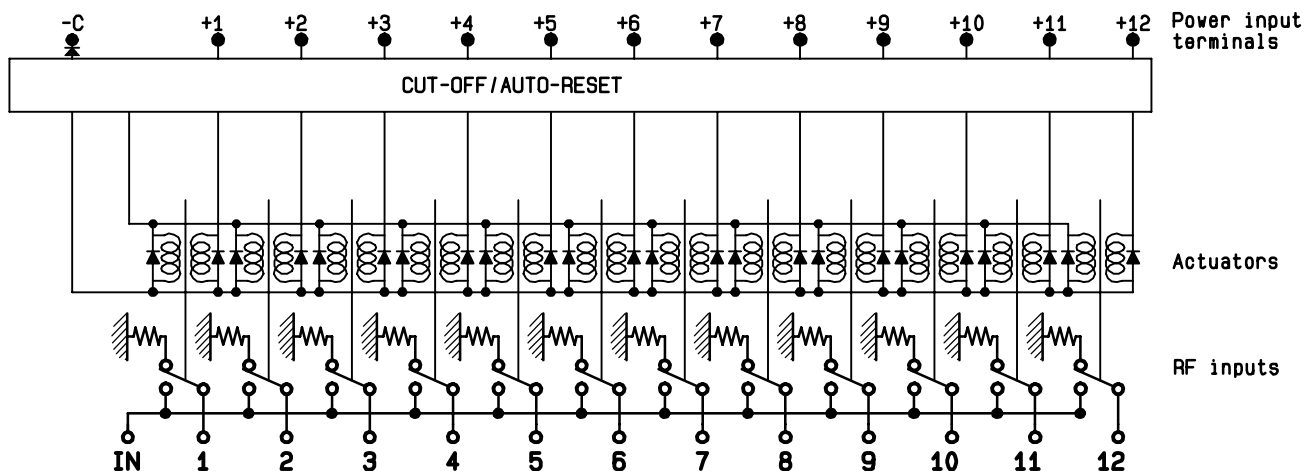 -C +1 +2 +3 +4 +5 +6 +7 +8 +9 +10 +11 +12 Power input
terminals
CUT-OFF/AUTO-RESET
Actuators
RF inputs
IN 1 2 3 4 5 6 7 8 9 10 11 12